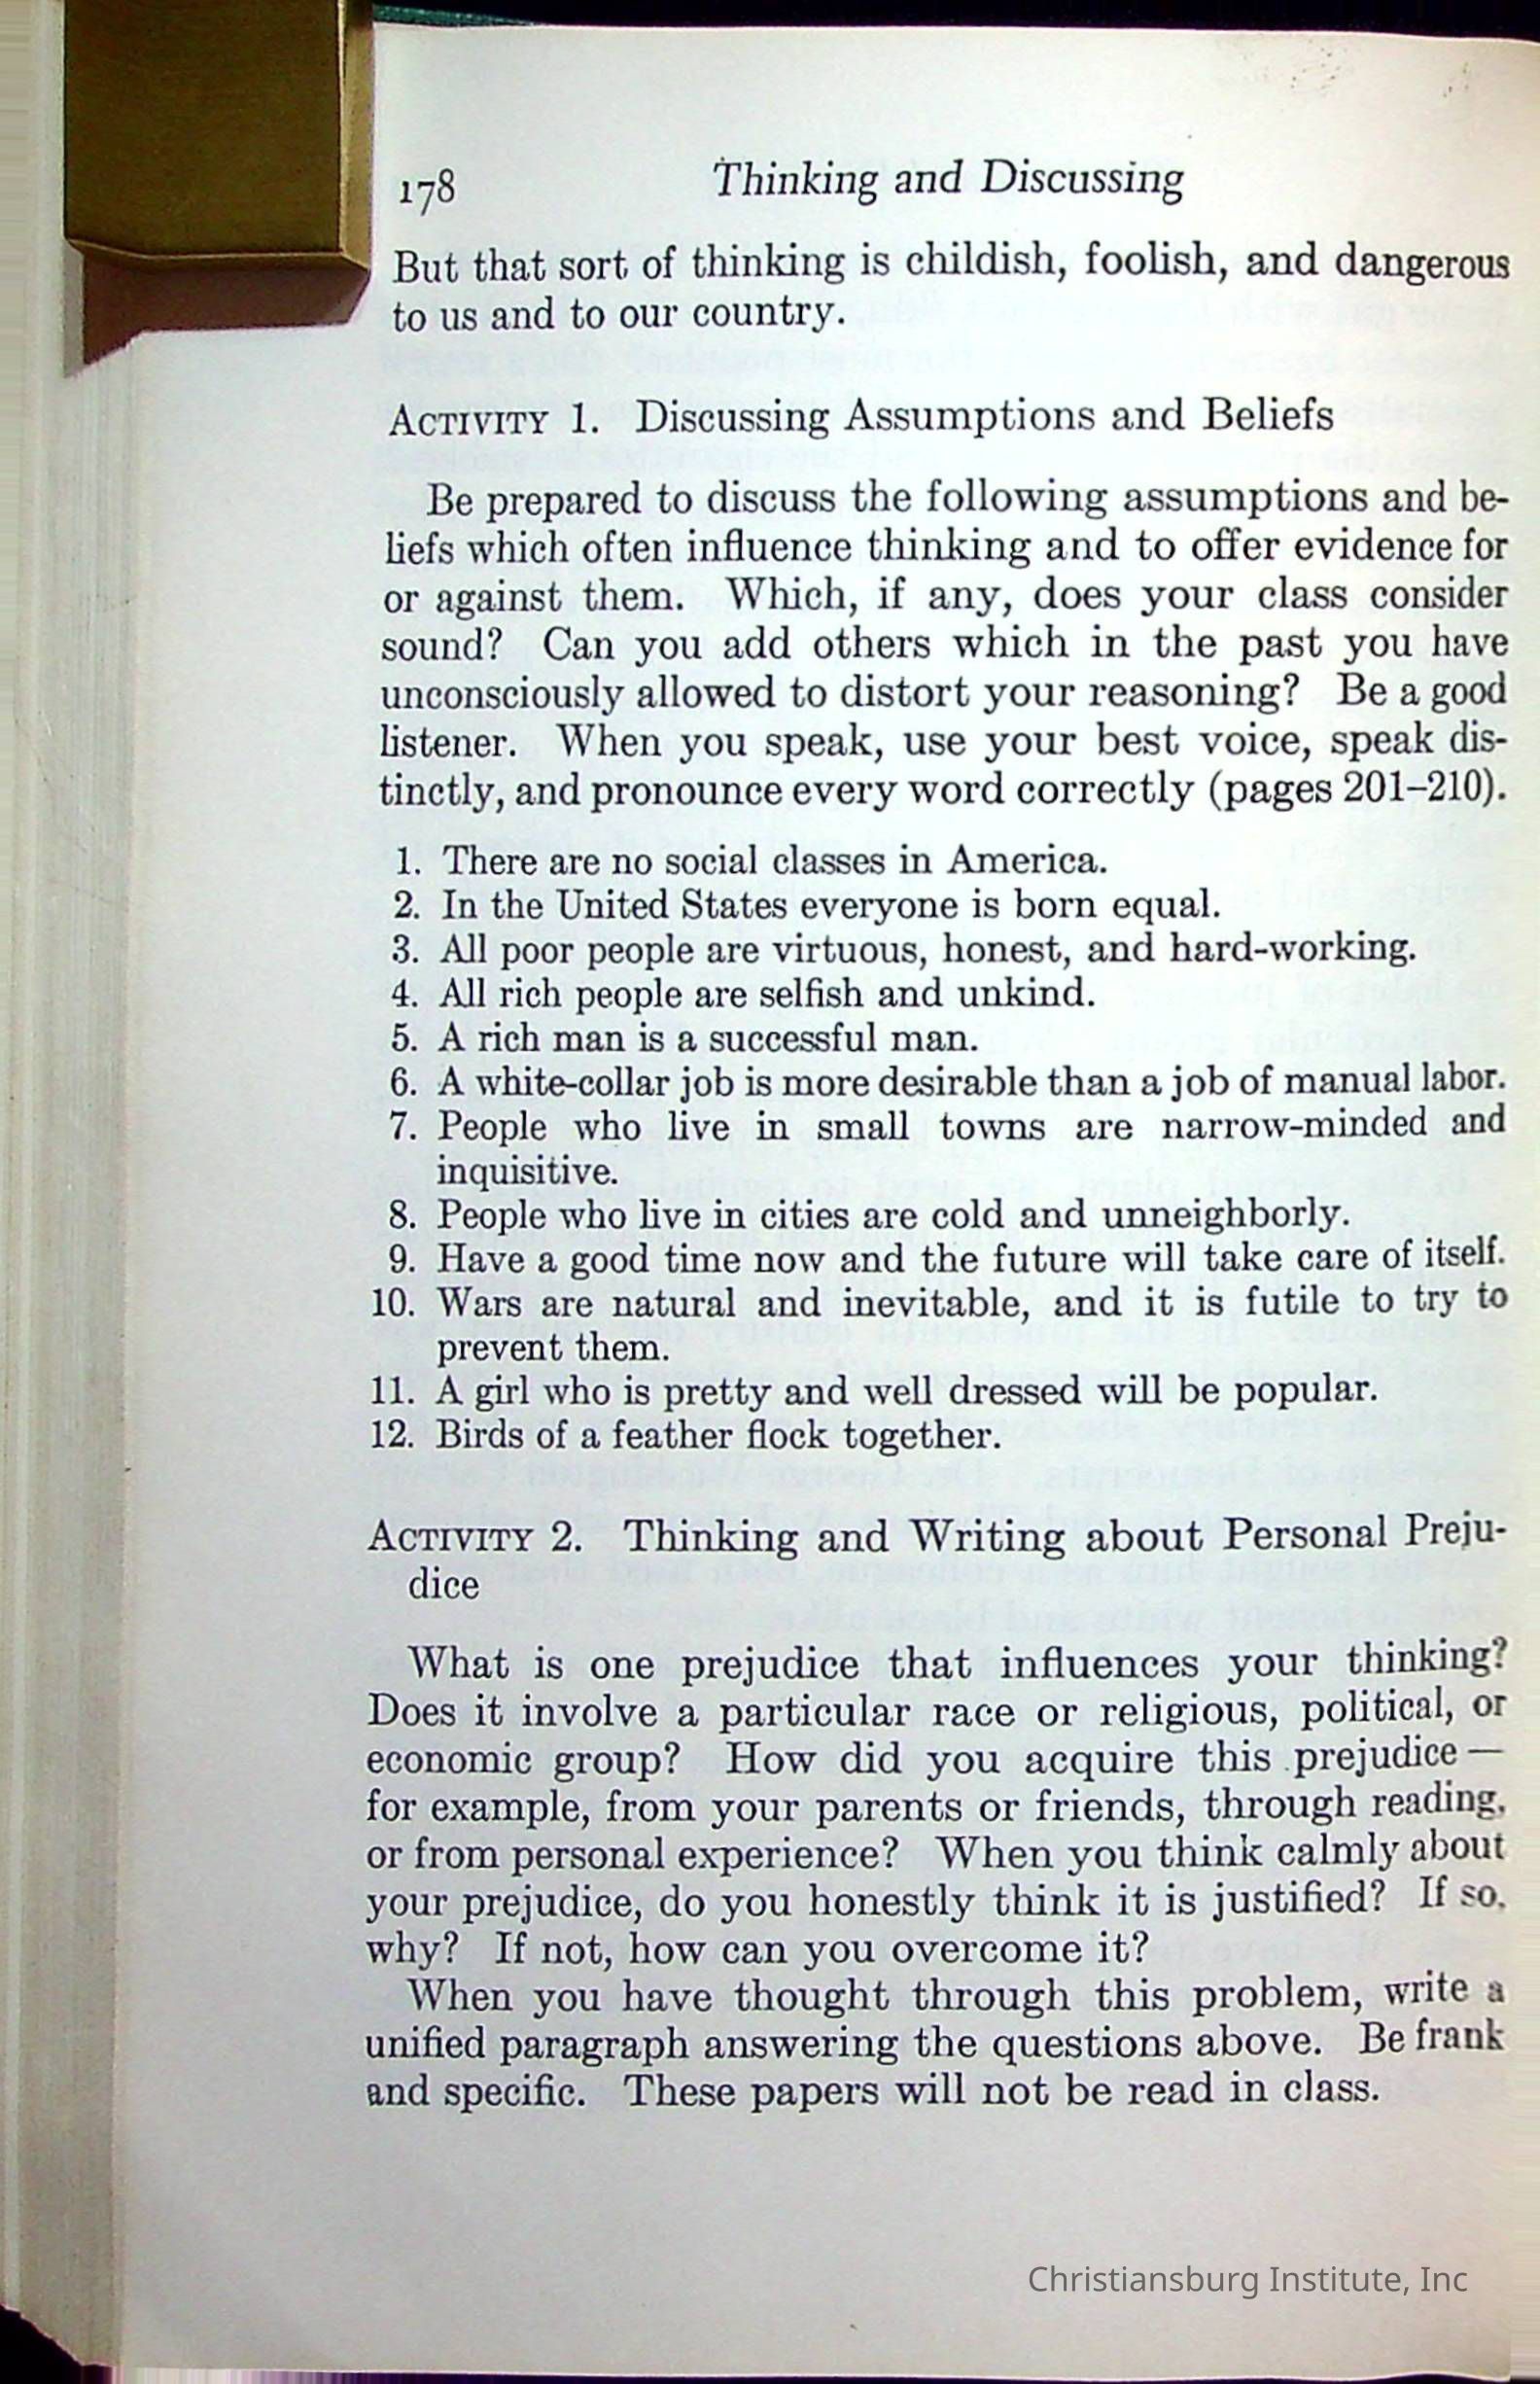 178 Thinking and Discussing
But that sort of thinking is childish, foolish, and dangerous
to us and to our country.
ACTIVITY 1. Discussing Assumptions and Beliefs
Be prepared to discuss the following assumptions and be-
liefs which often influence thinking and to offer evidence for
or against them. Which, if any, does your class consider
sound? Can you add others which in the past you have
unconsciously allowed to distort your reasoning? Be a good
listener. When you speak, use your best voice, speak dis-
tinctly, and pronounce every word correctly (pages 201–210).
1. There are no social classes in America.
2. In the United States everyone is born equal.
3. All poor people are virtuous, honest, and hard-working.
4. All rich people are selfish and unkind.
5. A rich man is a successful man.
6. A white-collar job is more desirable than a job of manual labor.
7. People who live in small towns are narrow-minded and
inquisitive.
8. People who live in cities are cold and unneighborly.
9. Have a good time now and the future will take care of itself.
10. Wars are natural and inevitable, and it is futile to try to
prevent them.
11. A girl who is pretty and well dressed will be popular.
12. Birds of a feather flock together.
ACTIVITY 2. Thinking and Writing about Personal Preju-
dice
What is one prejudice that influences your thinking?
Does it involve a particular race or religious, political, or
economic group? How did you acquire this prejudice —
for example, from your parents or friends, through reading,
or from personal experience? When you think calmly about
your prejudice, do you honestly think it is justified? If so,
why? If not, how can you overcome it?
When you have thought through this problem, write a
unified paragraph answering the questions above. Be frank
and specific. These papers will not be read in class.
Christiansburg Institute, Inc